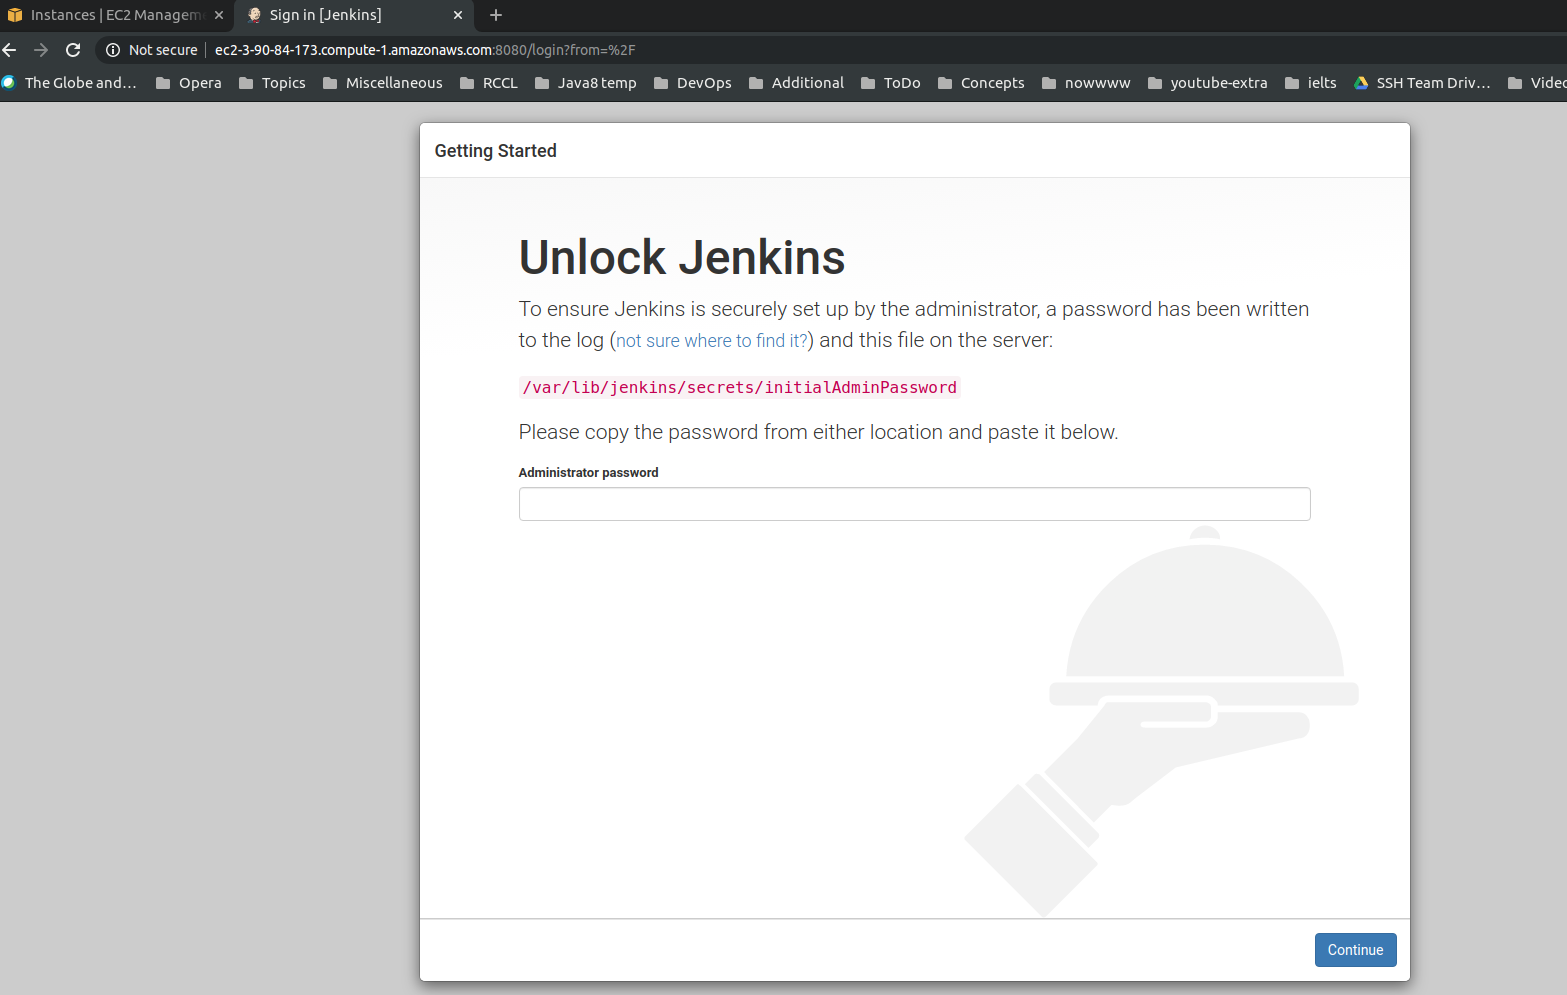 Instances | EC2 Managem
Sign in [Jenkins]
Not secure | ec2-3-90-84-173.compute-1.amazonaws.com:8080/login?from=%2F
The Globe and... Opera Topics Miscellaneous RCCL Java8 temp DevOps Additional ToDo Concepts nowwww youtube-extra ielts SSH Team Driv... Videc
Getting Started
Unlock Jenkins
To ensure Jenkins is securely set up by the administrator, a password has been written
to the log (not sure where to find it?) and this file on the server:
/var/lib/jenkins/secrets/initialAdminPassword
Please copy the password from either location and paste it below.
Administrator password
Continue